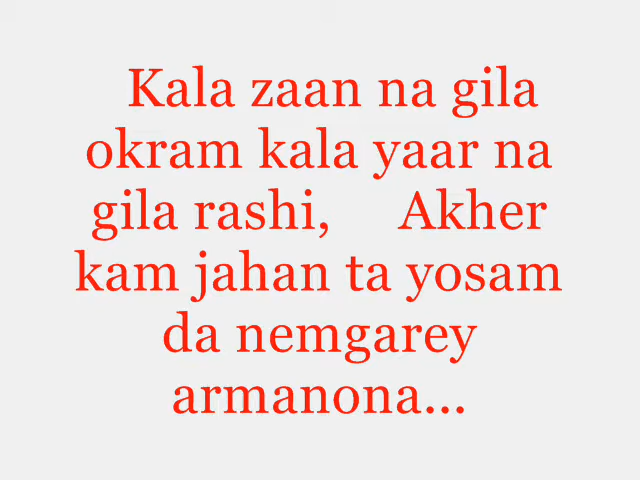 Kala zaan na gila
okram kala yaar na
gila rashi,     Akher
kam jahan ta yosam
da nemgarey
armanona...